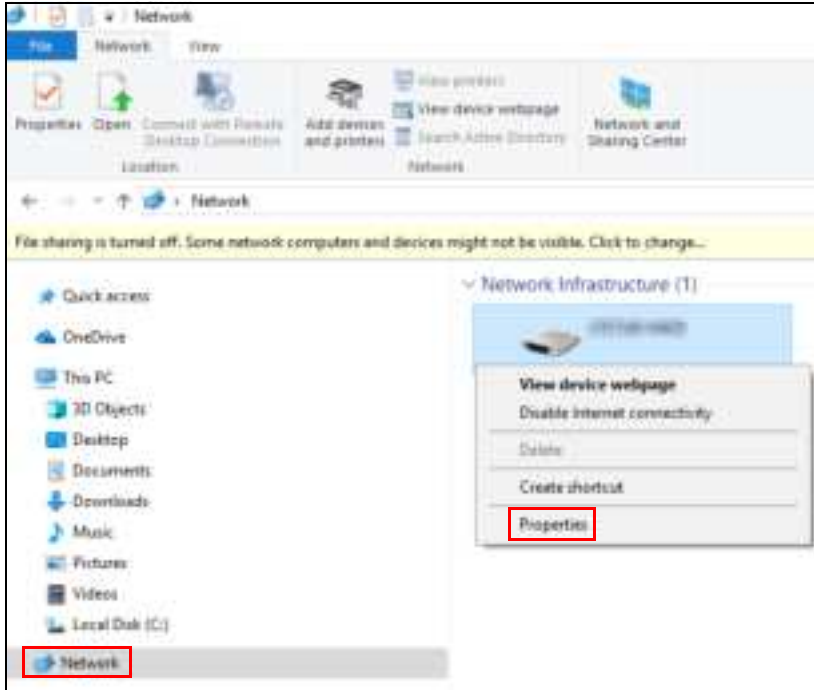 Network
File Network View
Properties Open Connect with Remote Desktop Connection
Add devices and printers
View printers
View device webpage
Search Active Directory
Network and Sharing Center
Location Network
Network
File sharing is turned off. Some network computers and devices might not be visible. Click to change...
Quick access
OneDrive
This PC
3D Objects
Desktop
Documents
Downloads
Music
Pictures
Videos
Local Disk (C:)
Network
Network Infrastructure (1)
View device webpage
Disable Internet connectivity
Delete
Create shortcut
Properties